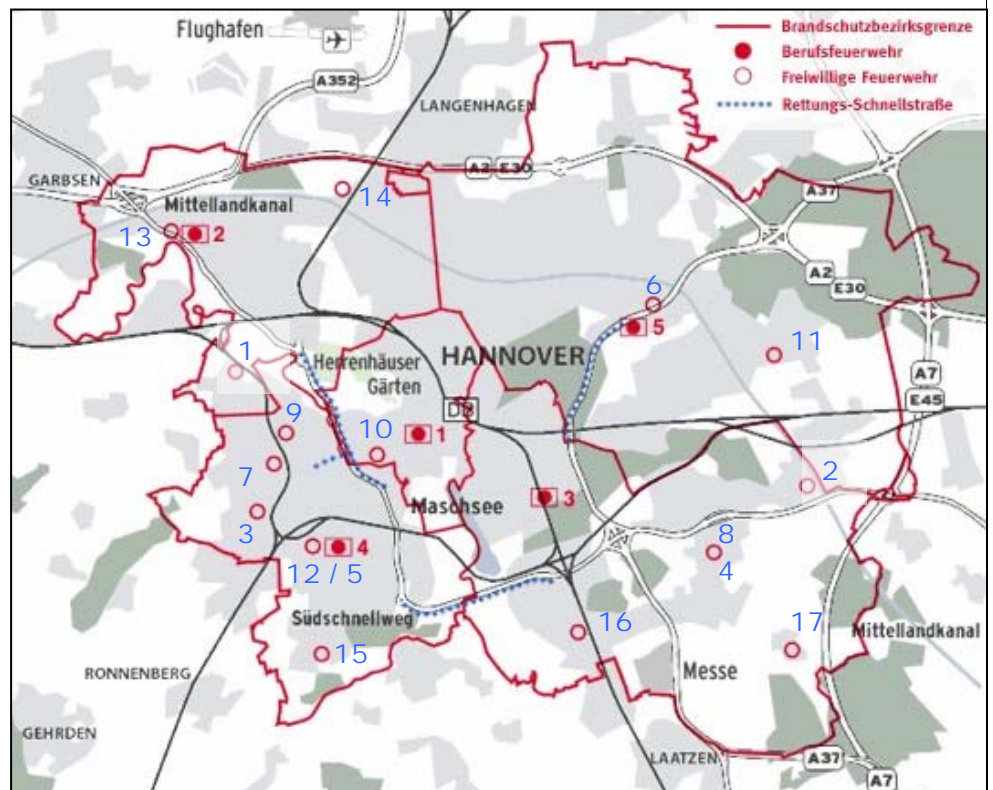 Flughafen
Brandschutzbezirksgrenze
Berufsfeuerwehr
Freiwillige Feuerwehr
Rettungs-Schnellstraße
A352
LANGENHAGEN
GARBSEN
A2 E30
A37
14
Mittellandkanal
13
2
A2
E30
6
5
HANNOVER
11
1
Herrenhäuser
Gärten
A7
E45
9
10
1
7
2
3
Maschsee
3
8
4
4
12 / 5
Südschnellweg
16
17
Mittellandkanal
15
Messe
RONNENBERG
GEHRDEN
LAATZEN
A37
A7